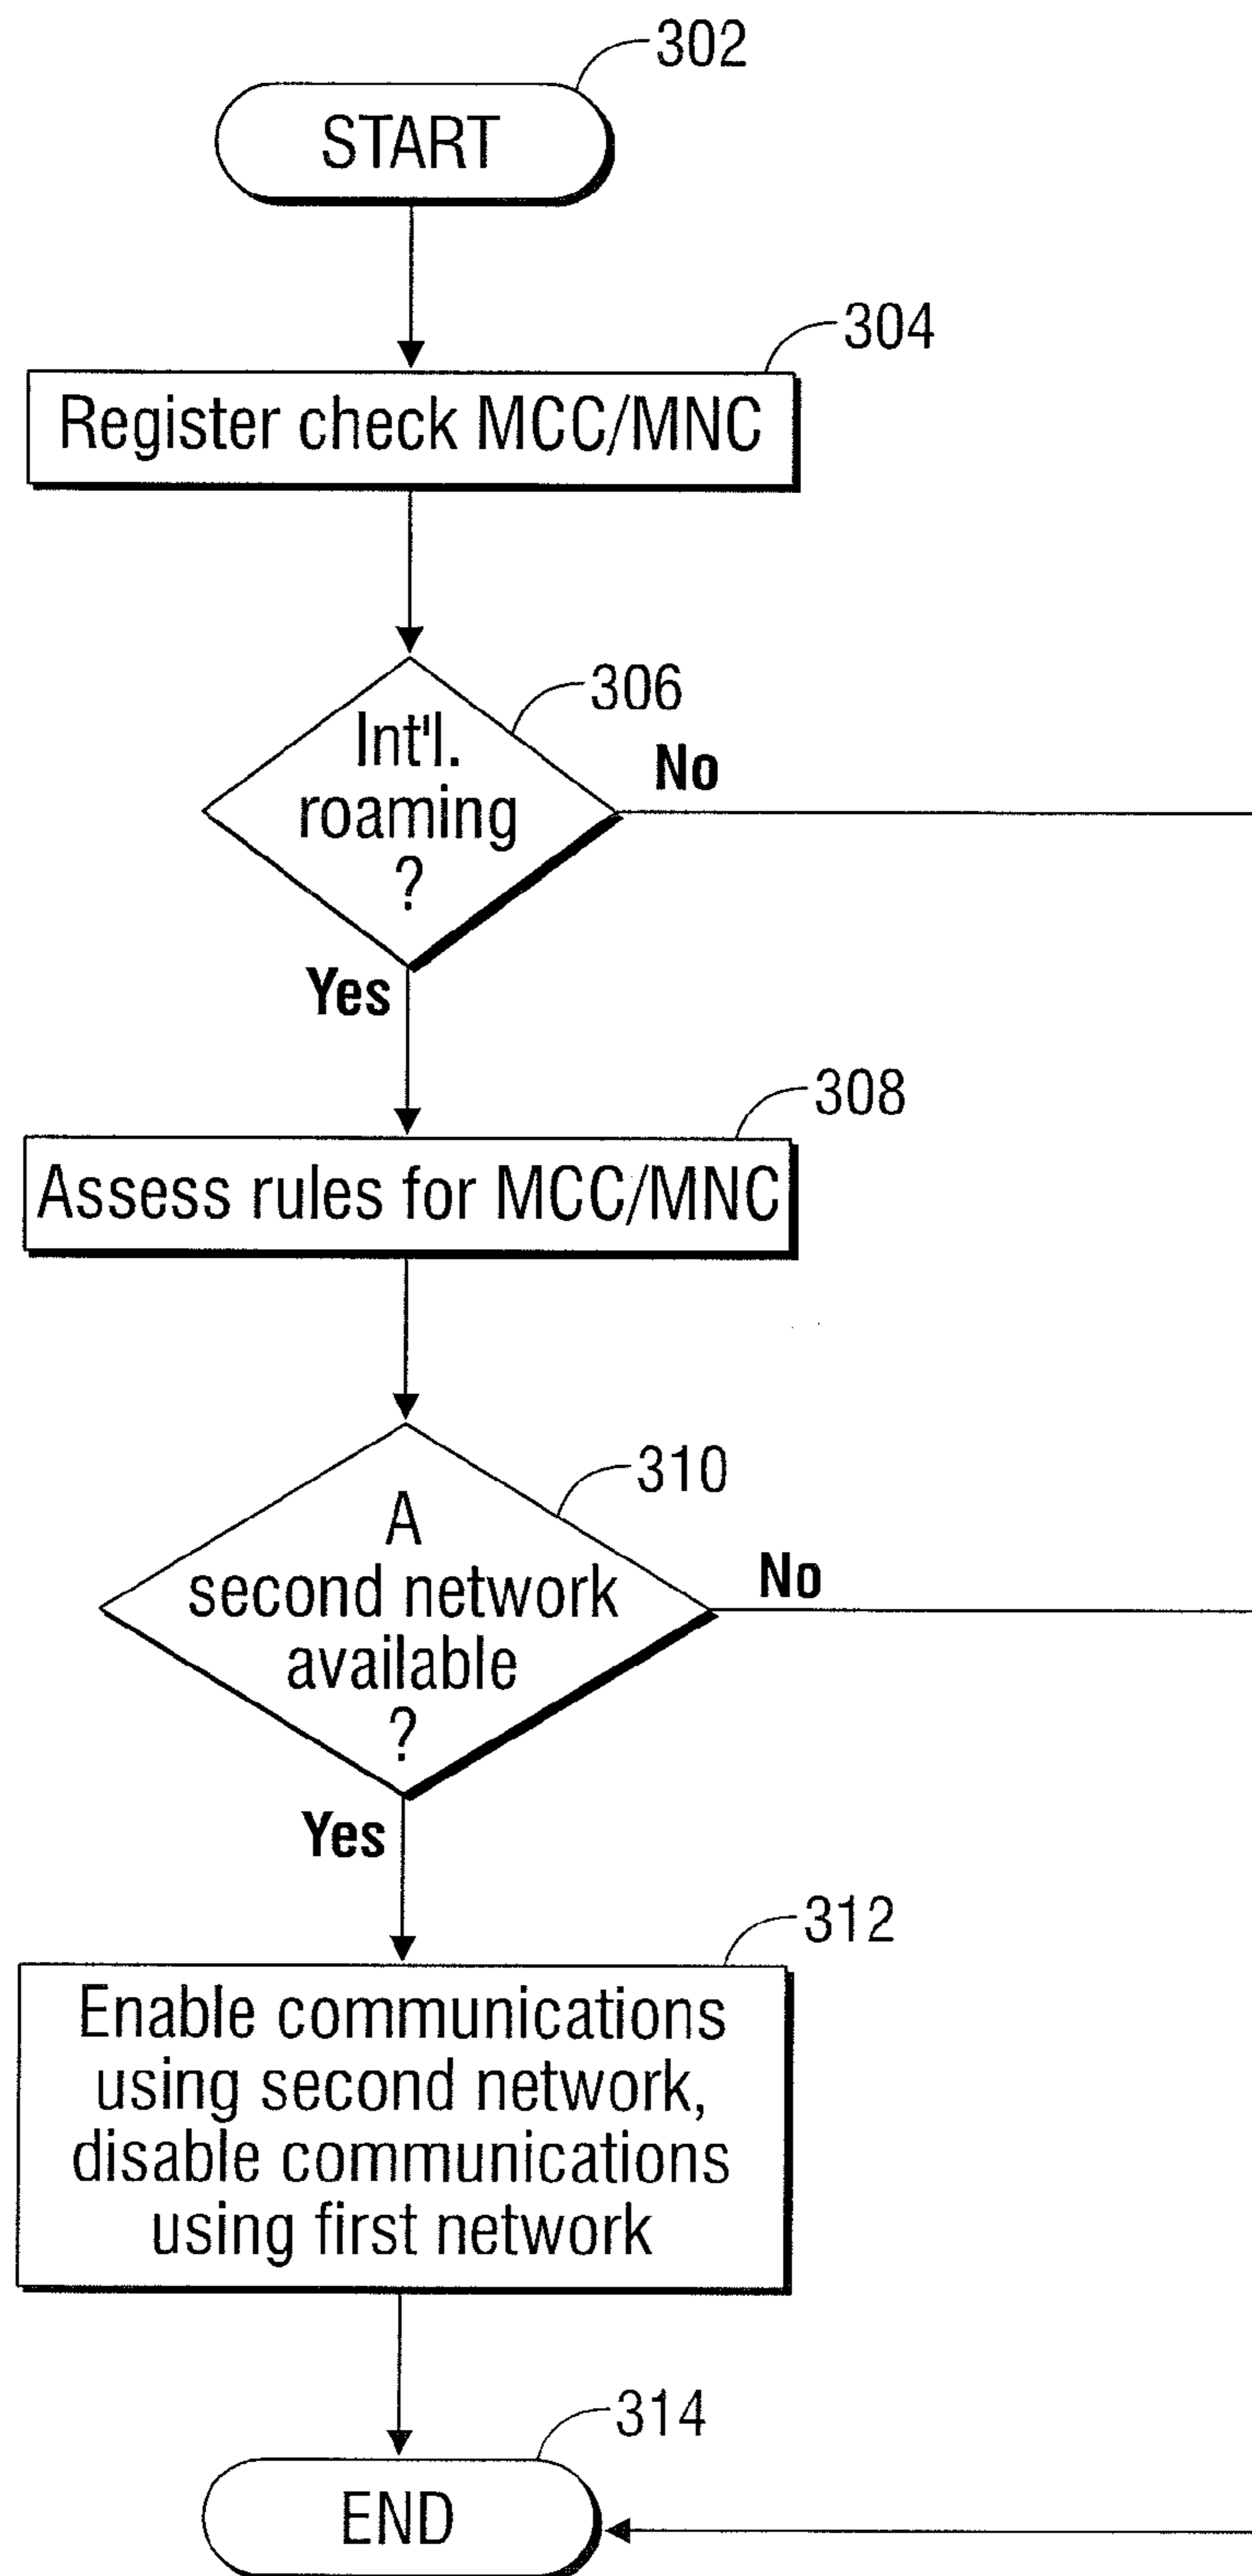 302
START
304
Register check MCC/MNC
306
Int'l.
roaming
?
No
Yes
308
Assess rules for MCC/MNC
310
A
second network
available
?
No
Yes
312
Enable communications
using second network,
disable communications
using first network
314
END